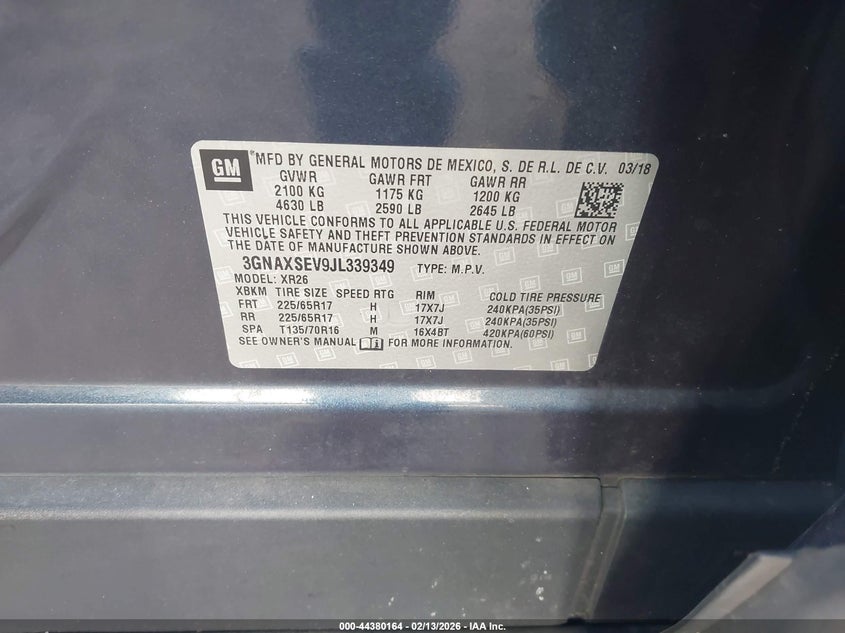 GM
*MFD BY GENERAL MOTORS DE MEXICO, S. DE R.L. DE C.V. 03/18
GVWR GAWR FRT GAWR RR
2100 KG 1175 KG 1200 KG
4630 LB 2590 LB 2645 LB
THIS VEHICLE CONFORMS TO ALL APPLICABLE U.S. FEDERAL MOTOR
VEHICLE SAFETY AND THEFT PREVENTION STANDARDS IN EFFECT ON
THE DATE OF MANUFACTURE SHOWN ABOVE.
3GNAXSEV9JL339349 TYPE: M.P.V.
MODEL: XR26
XBKM TIRE SIZE SPEED RTG RIM COLD TIRE PRESSURE
FRT 225/65R17 H 17X7J 240KPA(35PSI)
RR 225/65R17 H 17X7J 240KPA(35PSI)
SPA T135/70R16 M 16X4BT 420KPA(60PSI)
SEE OWNER'S MANUAL FOR MORE INFORMATION.
000-44380164 - 02/13/2026 - IAA Inc.